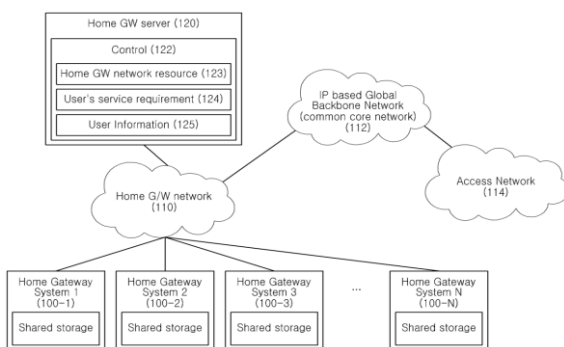 Home GW server (120)
Control (122)
Home GW network resource (123)
User's service requirement (124)
User Information (125)
IP based Global
Backbone Network
(common core network)
(112)
Home G/W network
(110)
Access Network
(114)
Home Gateway
System 1
(100-1)
Shared storage
Home Gateway
System 2
(100-2)
Shared storage
Home Gateway
System 3
(100-3)
Shared storage
...
Home Gateway
System N
(100-N)
Shared storage